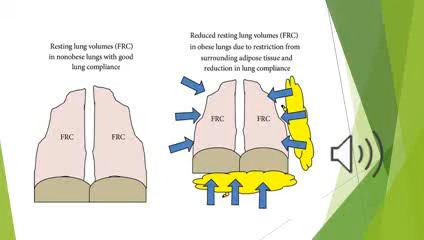 Resting lung volumes (FRC)
in nonobese lungs with good
lung compliance
FRC FRC
Reduced resting lung volumes (FRC)
in obese lungs due to restriction from
surrounding adipose tissue and
reduction in lung compliance
FRC FRC